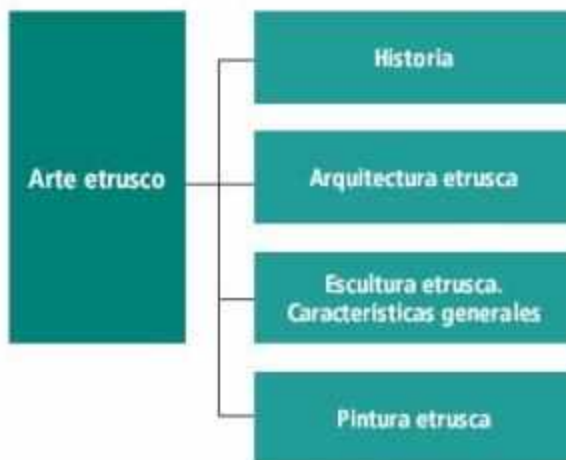 Arte etrusco
Historia
Arquitectura etrusca
Escultura etrusca.
Características generales
Pintura etrusca